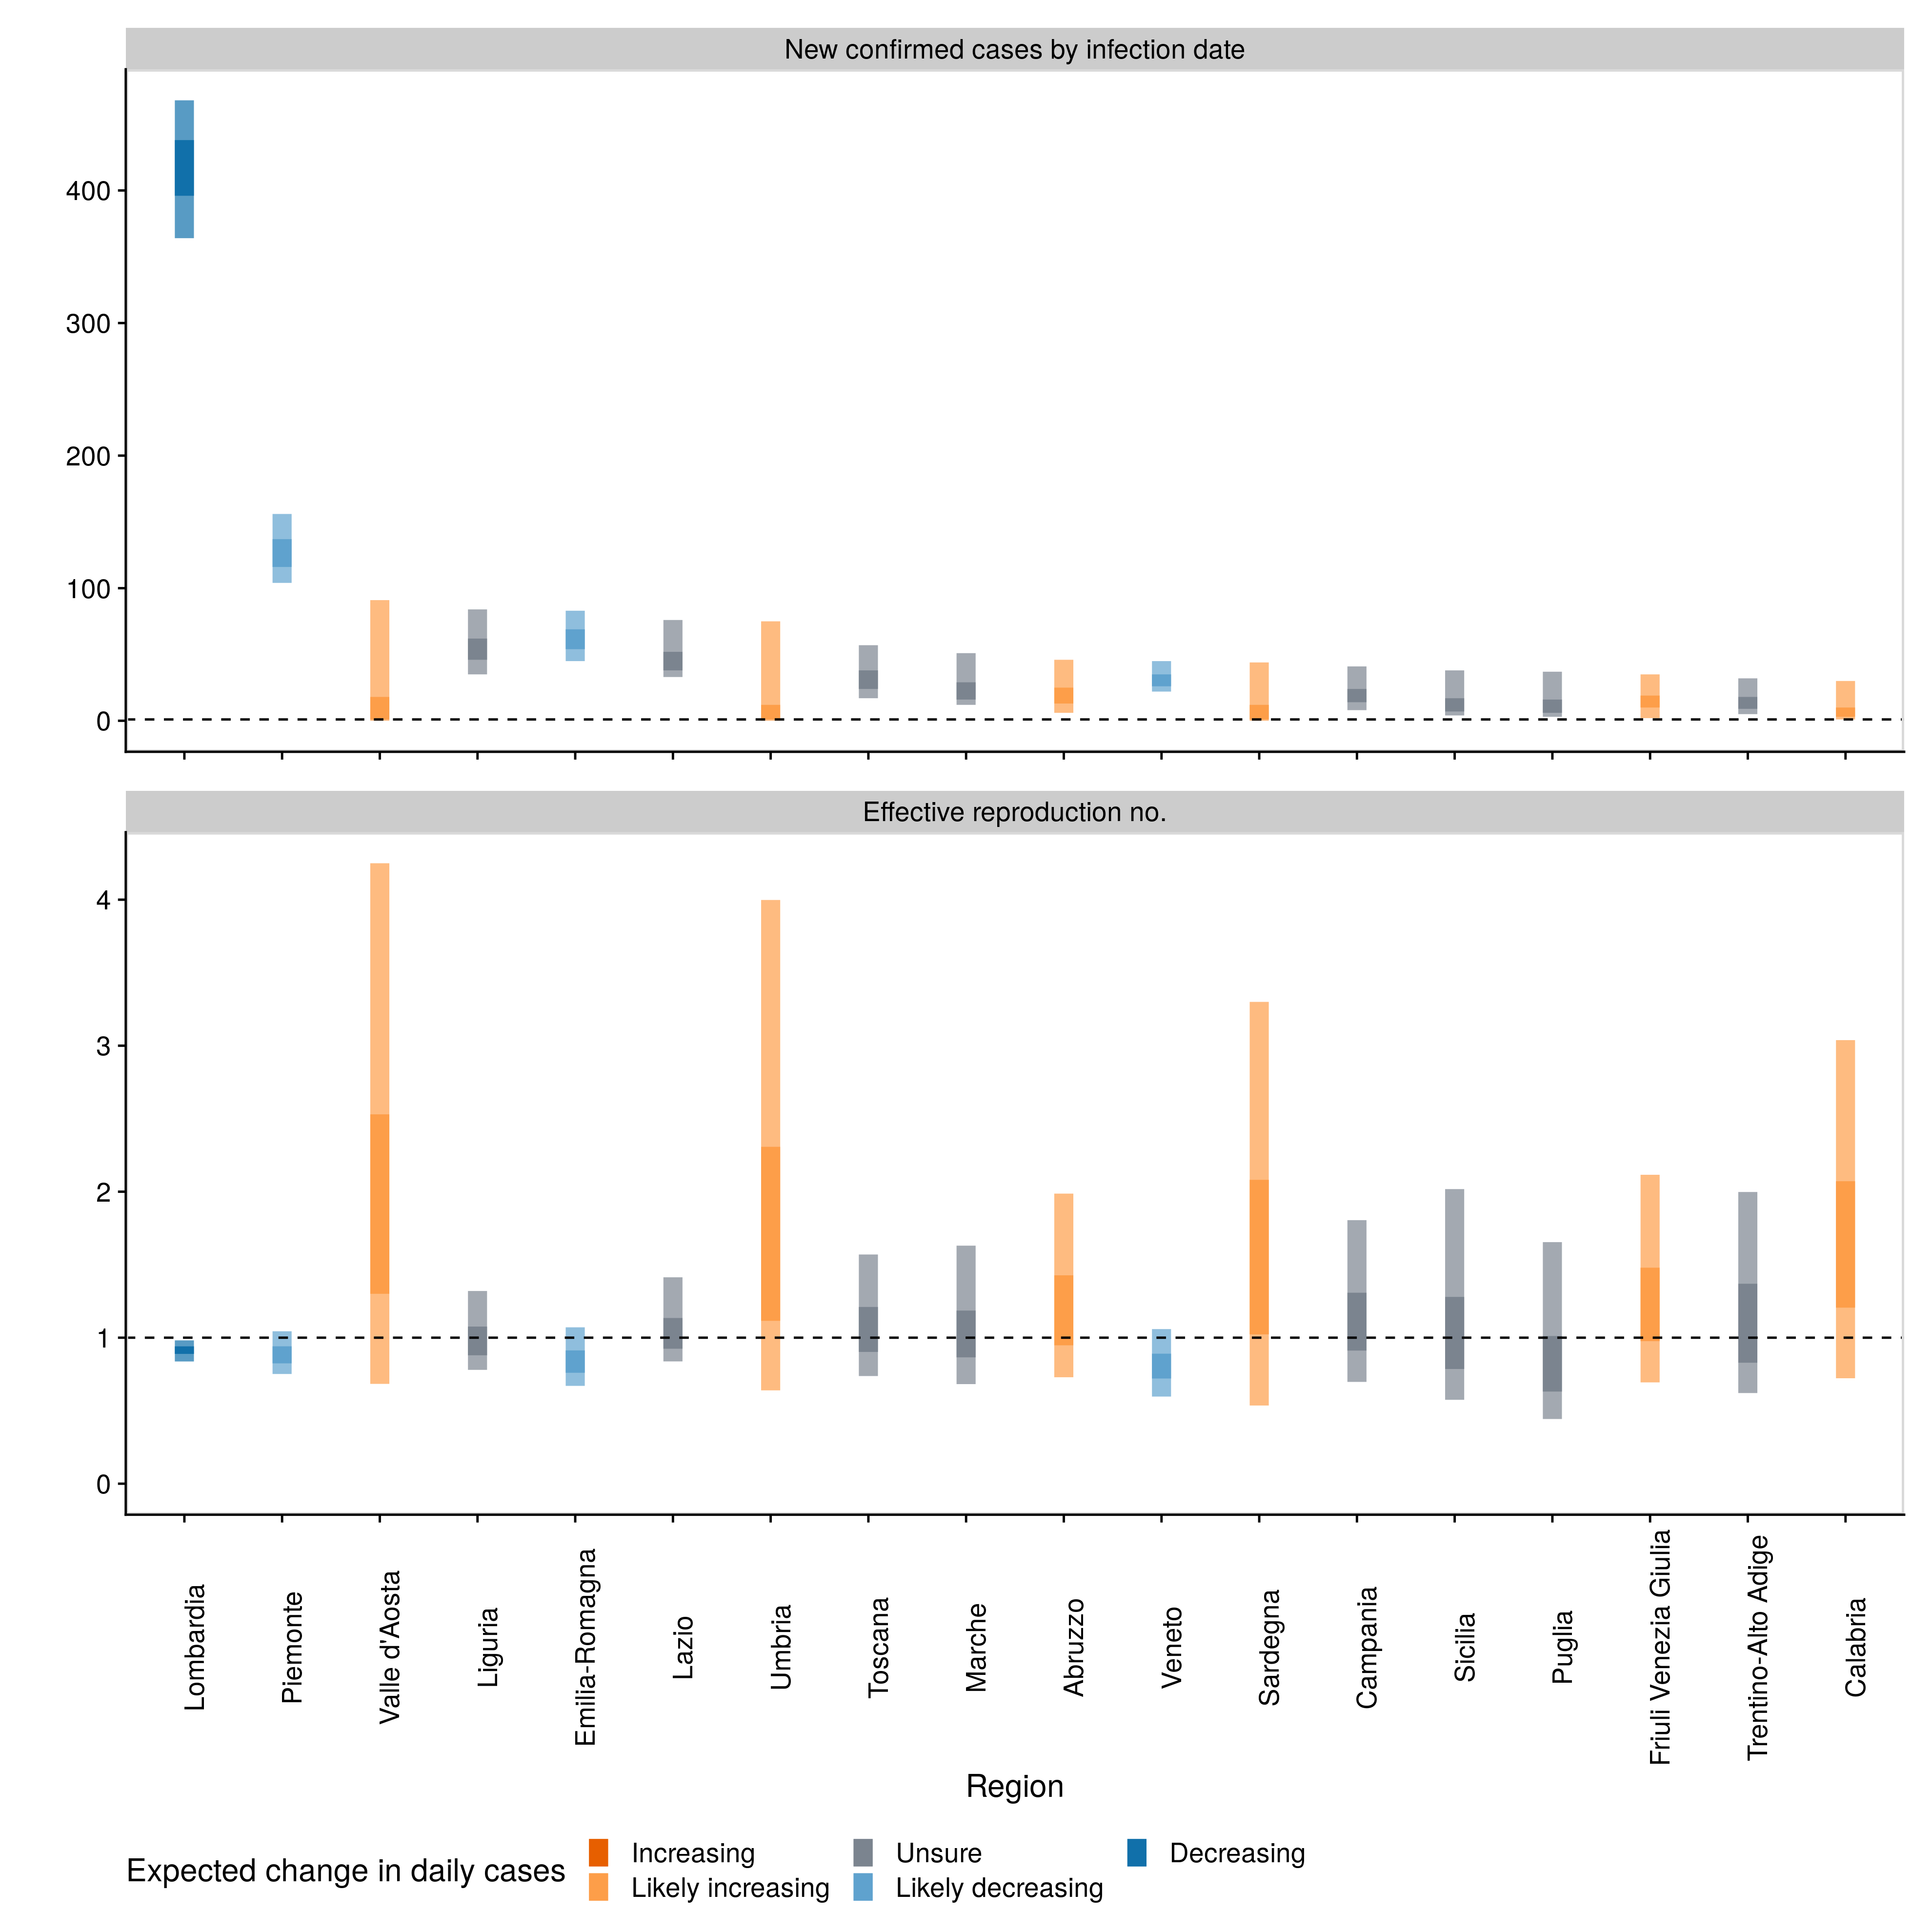 New confirmed cases by infection date
400
300
200
100
0
Effective reproduction no.
4
3
2
1
0
Lombardia
Piemonte
Valle d'Aosta
Liguria
Emilia-Romagna
Lazio
Umbria
Toscana
Marche
Abruzzo
Veneto
Sardegna
Campania
Sicilia
Puglia
Friuli Venezia Giulia
Trentino-Alto Adige
Calabria
Region
Expected change in daily cases
Increasing
Likely increasing
Unsure
Likely decreasing
Decreasing